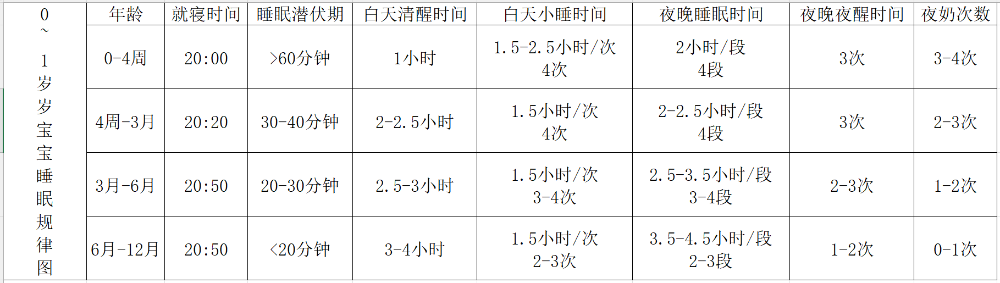 0~1岁岁宝宝睡眠规律图
年龄 就寝时间 睡眠潜伏期 白天清醒时间 白天小睡时间 夜晚睡眠时间 夜晚夜醒时间 夜奶次数
0-4周 20:00 >60分钟 1小时 1.5-2.5小时/次 2小时/段 3次 3-4次
4次 4段
4周-3月 20:20 30-40分钟 2-2.5小时 1.5小时/次 2-2.5小时/段 3次 2-3次
4次 4段
3月-6月 20:50 20-30分钟 2.5-3小时 1.5小时/次 2.5-3.5小时/段 2-3次 1-2次
3-4次 3-4段
6月-12月 20:50 <20分钟 3-4小时 1.5小时/次 3.5-4.5小时/段 1-2次 0-1次
2-3次 2-3段